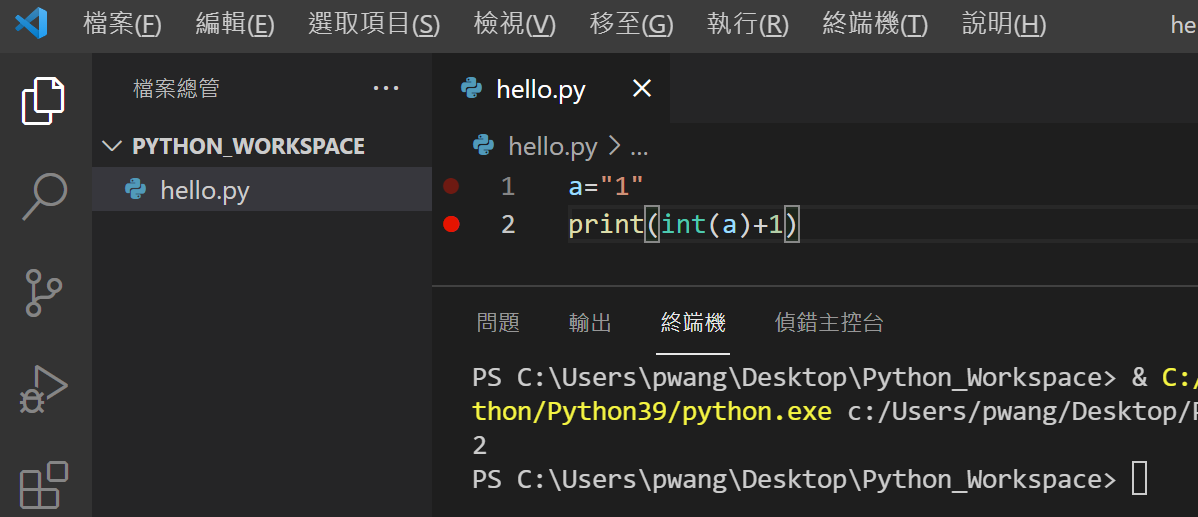 檔案(F) 編輯(E) 選取項目(S) 檢視(V) 移至(G) 執行(R) 終端機(T) 說明(H) he
檔案總管 ...
PYTHON_WORKSPACE
hello.py
hello.py
hello.py > ...
1 a="1"
2 print(int(a)+1)
問題 輸出 終端機 偵錯主控台
PS C:\Users\pwang\Desktop\Python_Workspace> & C:/
thon/Python39/python.exe c:/Users/pwang/Desktop/P
2
PS C:\Users\pwang\Desktop\Python_Workspace>